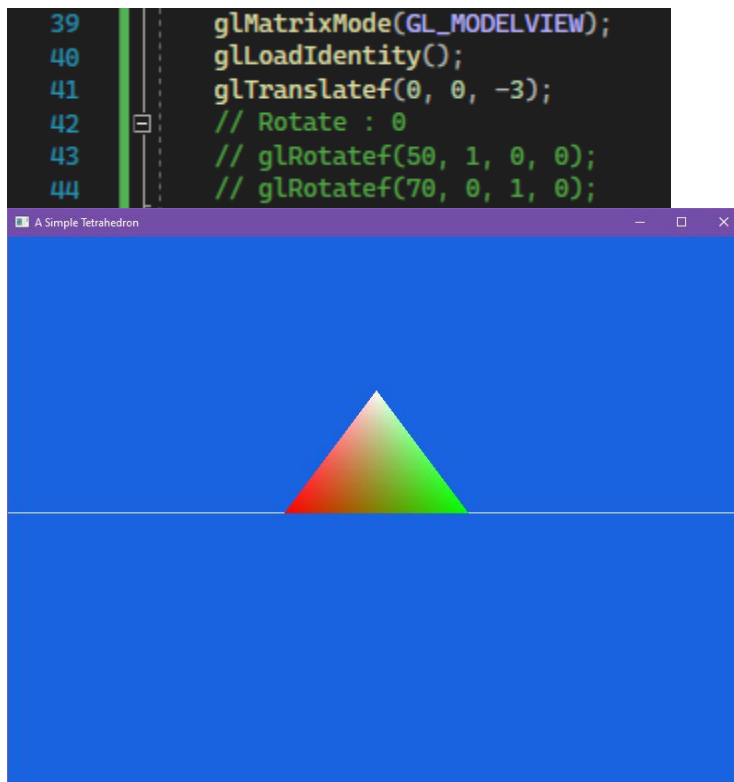 39 glMatrixMode(GL_MODELVIEW);
40 glLoadIdentity();
41 glTranslatef(0, 0, -3);
42 // Rotate : 0
43 // glRotatef(50, 1, 0, 0);
44 // glRotatef(70, 0, 1, 0);
A Simple Tetrahedron